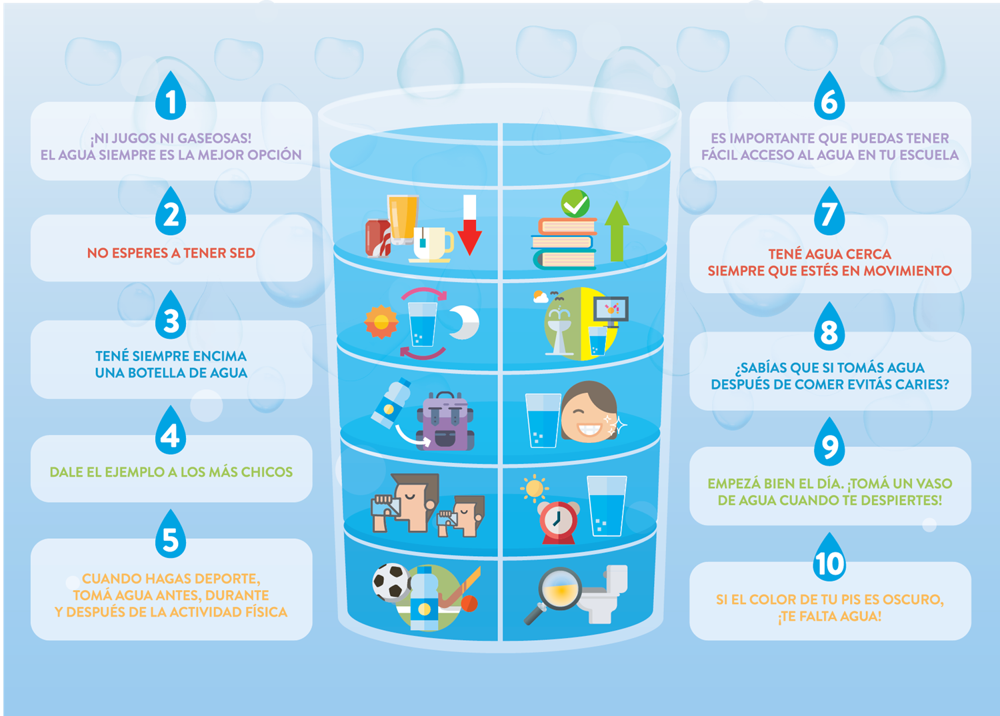 1
¡NI JUGOS NI GASEOSAS!
EL AGUA SIEMPRE ES LA MEJOR OPCIÓN
2
NO ESPERES A TENER SED
3
TENÉ SIEMPRE ENCIMA
UNA BOTELLA DE AGUA
4
DALE EL EJEMPLO A LOS MÁS CHICOS
5
CUANDO HAGAS DEPORTE,
TOMÁ AGUA ANTES, DURANTE
Y DESPUÉS DE LA ACTIVIDAD FÍSICA
6
ES IMPORTANTE QUE PUEDAS TENER
FÁCIL ACCESO AL AGUA EN TU ESCUELA
7
TENÉ AGUA CERCA
SIEMPRE QUE ESTÉS EN MOVIMIENTO
8
¿SABÍAS QUE SI TOMÁS AGUA
DESPUÉS DE COMER EVITÁS CARIES?
9
EMPEZÁ BIEN EL DÍA. ¡TOMÁ UN VASO
DE AGUA CUANDO TE DESPIERTES!
10
SI EL COLOR DE TU PIS ES OSCURO,
¡TE FALTA AGUA!